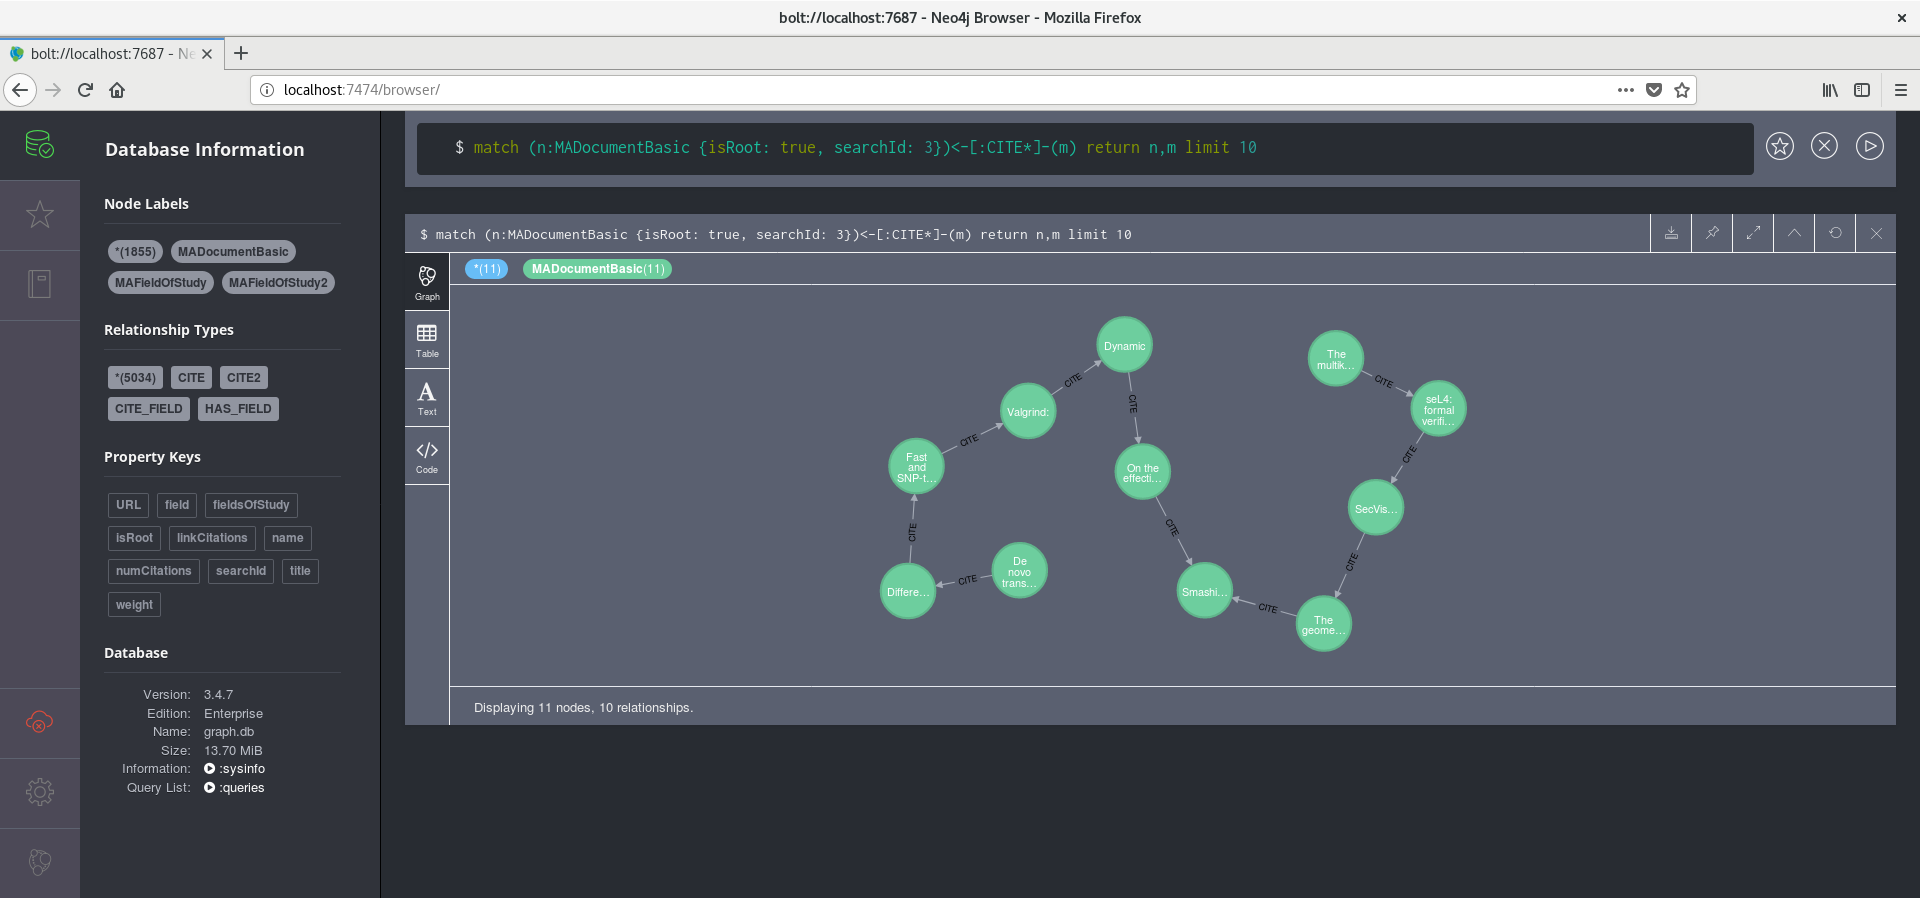 bolt://localhost:7687 - Neo4j Browser - Mozilla Firefox
bolt://localhost:7687 - Ne
localhost:7474/browser/
Database Information
Node Labels
*(1855) MADocumentBasic
MAFieldOfStudy MAFieldOfStudy2
Relationship Types
*(5034) CITE CITE2
CITE_FIELD HAS_FIELD
Property Keys
URL field fieldsOfStudy
isRoot linkCitations name
numCitations searchId title
weight
Database
Version: 3.4.7
Edition: Enterprise
Name: graph.db
Size: 13.70 MiB
Information: :sysinfo
Query List: :queries
$ match (n:MADocumentBasic {isRoot: true, searchId: 3})<-[:CITE*]-(m) return n,m limit 10
$ match (n:MADocumentBasic {isRoot: true, searchId: 3})<-[:CITE*]-(m) return n,m limit 10
*(11) MADocumentBasic(11)
Graph
Table
Text
Code
Dynamic
The
multik...
CITE
CITE
seL4:
formal
verifi...
Valgrind:
CITE
CITE
CITE
Fast
and
SNP-t...
On the
effecti...
SecVis...
CITE
CITE
CITE
De
novo
trans...
CITE
Differe...
Smashi...
CITE
The
geome...
Displaying 11 nodes, 10 relationships.